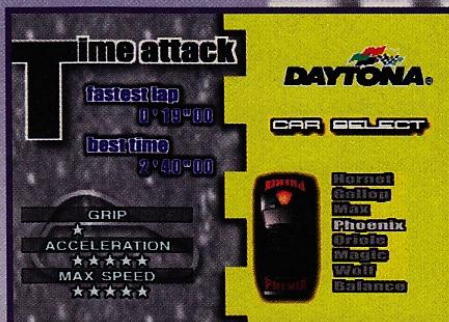 Time attack
fastest lap
0'19"00
best time
2'40"00
GRIP
ACCELERATION
MAX SPEED
DAYTONA
CAR SELECT
Hornet
Gallop
Max
Phoenix
Oriole
Magic
Wolf
Balance
PHENIX